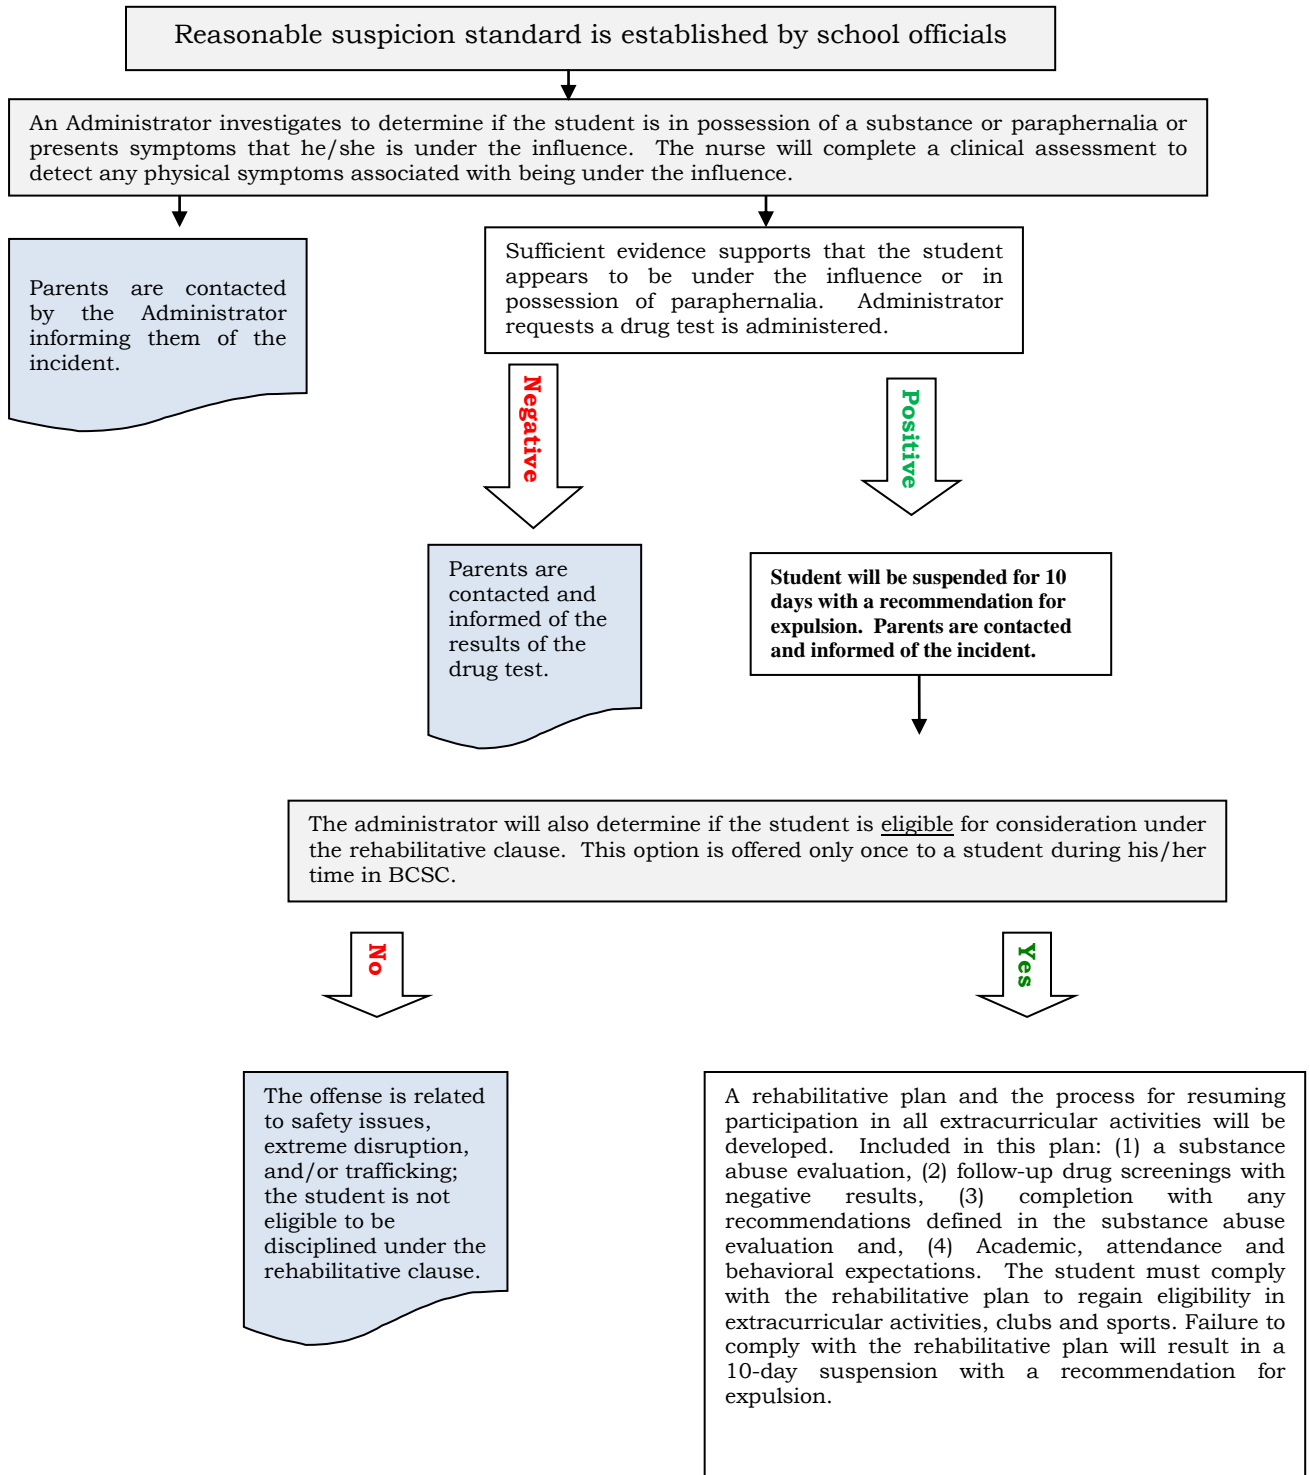 Reasonable suspicion standard is established by school officials
An Administrator investigates to determine if the student is in possession of a substance or paraphernalia or
presents symptoms that he/she is under the influence.  The nurse will complete a clinical assessment to
detect any physical symptoms associated with being under the influence.
Parents are contacted
by the Administrator
informing them of the
incident.
Sufficient evidence supports that the student
appears to be under the influence or in
possession of paraphernalia.  Administrator
requests a drug test is administered.
Negative
Positive
Parents are
contacted and
informed of the
results of the
drug test.
Student will be suspended for 10
days with a recommendation for
expulsion.  Parents are contacted
and informed of the incident.
The administrator will also determine if the student is eligible for consideration under
the rehabilitative clause.  This option is offered only once to a student during his/her
time in BCSC.
No
Yes
The offense is related
to safety issues,
extreme disruption,
and/or trafficking;
the student is not
eligible to be
disciplined under the
rehabilitative clause.
A rehabilitative plan and the process for resuming
participation in all extracurricular activities will be
developed.  Included in this plan: (1) a substance
abuse evaluation, (2) follow-up drug screenings with
negative results, (3) completion with any
recommendations defined in the substance abuse
evaluation and, (4) Academic, attendance and
behavioral expectations.  The student must comply
with the rehabilitative plan to regain eligibility in
extracurricular activities, clubs and sports. Failure to
comply with the rehabilitative plan will result in a
10-day suspension with a recommendation for
expulsion.